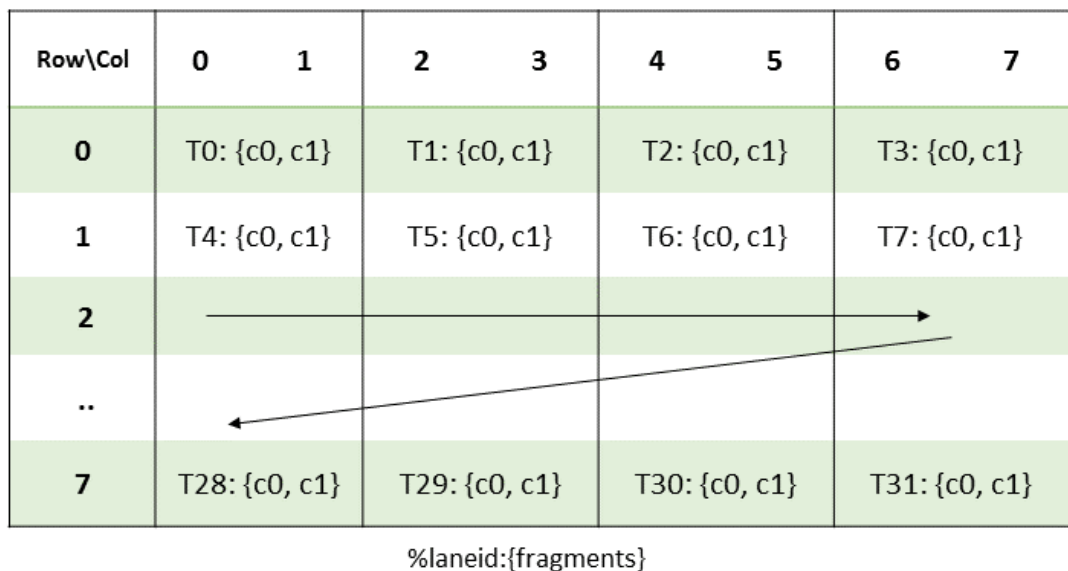 Row\Col 0 1 2 3 4 5 6 7
0 T0: {c0, c1} T1: {c0, c1} T2: {c0, c1} T3: {c0, c1}
1 T4: {c0, c1} T5: {c0, c1} T6: {c0, c1} T7: {c0, c1}
2
..
7 T28: {c0, c1} T29: {c0, c1} T30: {c0, c1} T31: {c0, c1}
%laneid:{fragments}